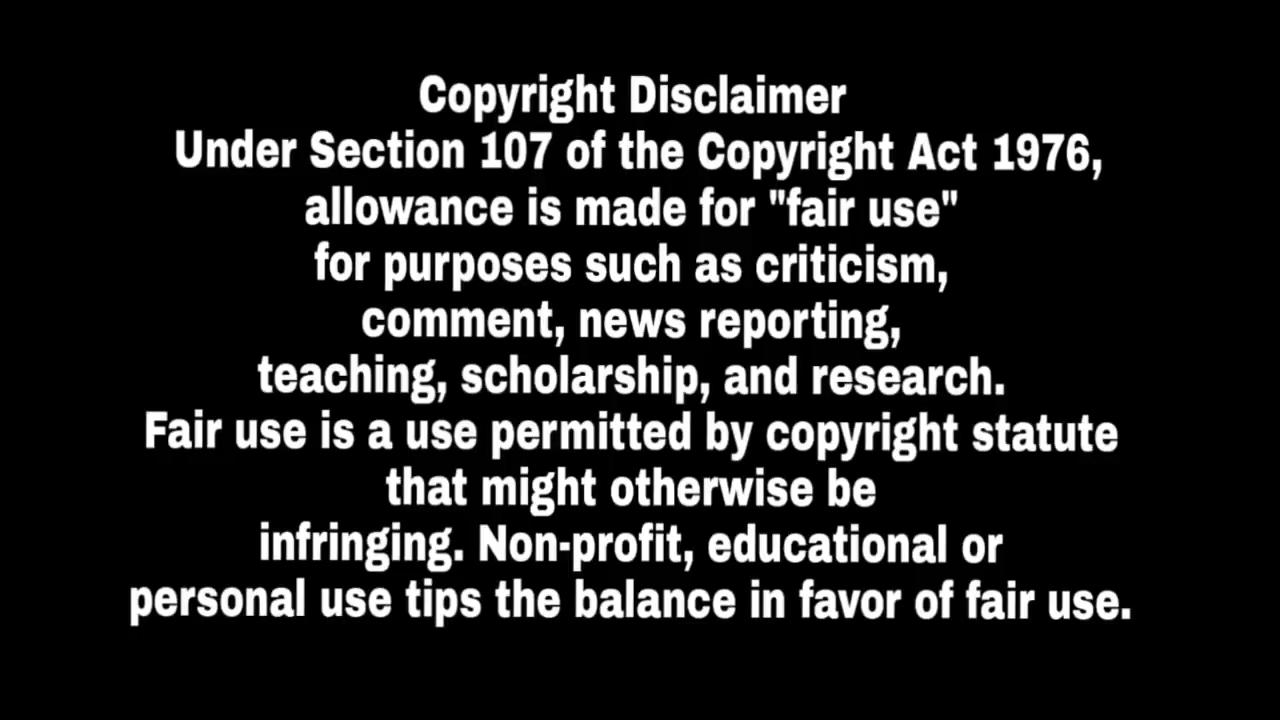 Copyright Disclaimer
Under Section 107 of the Copyright Act 1976,
allowance is made for "fair use"
for purposes such as criticism,
comment, news reporting,
teaching, scholarship, and research.
Fair use is a use permitted by copyright statute
that might otherwise be
infringing. Non-profit, educational or
personal use tips the balance in favor of fair use.